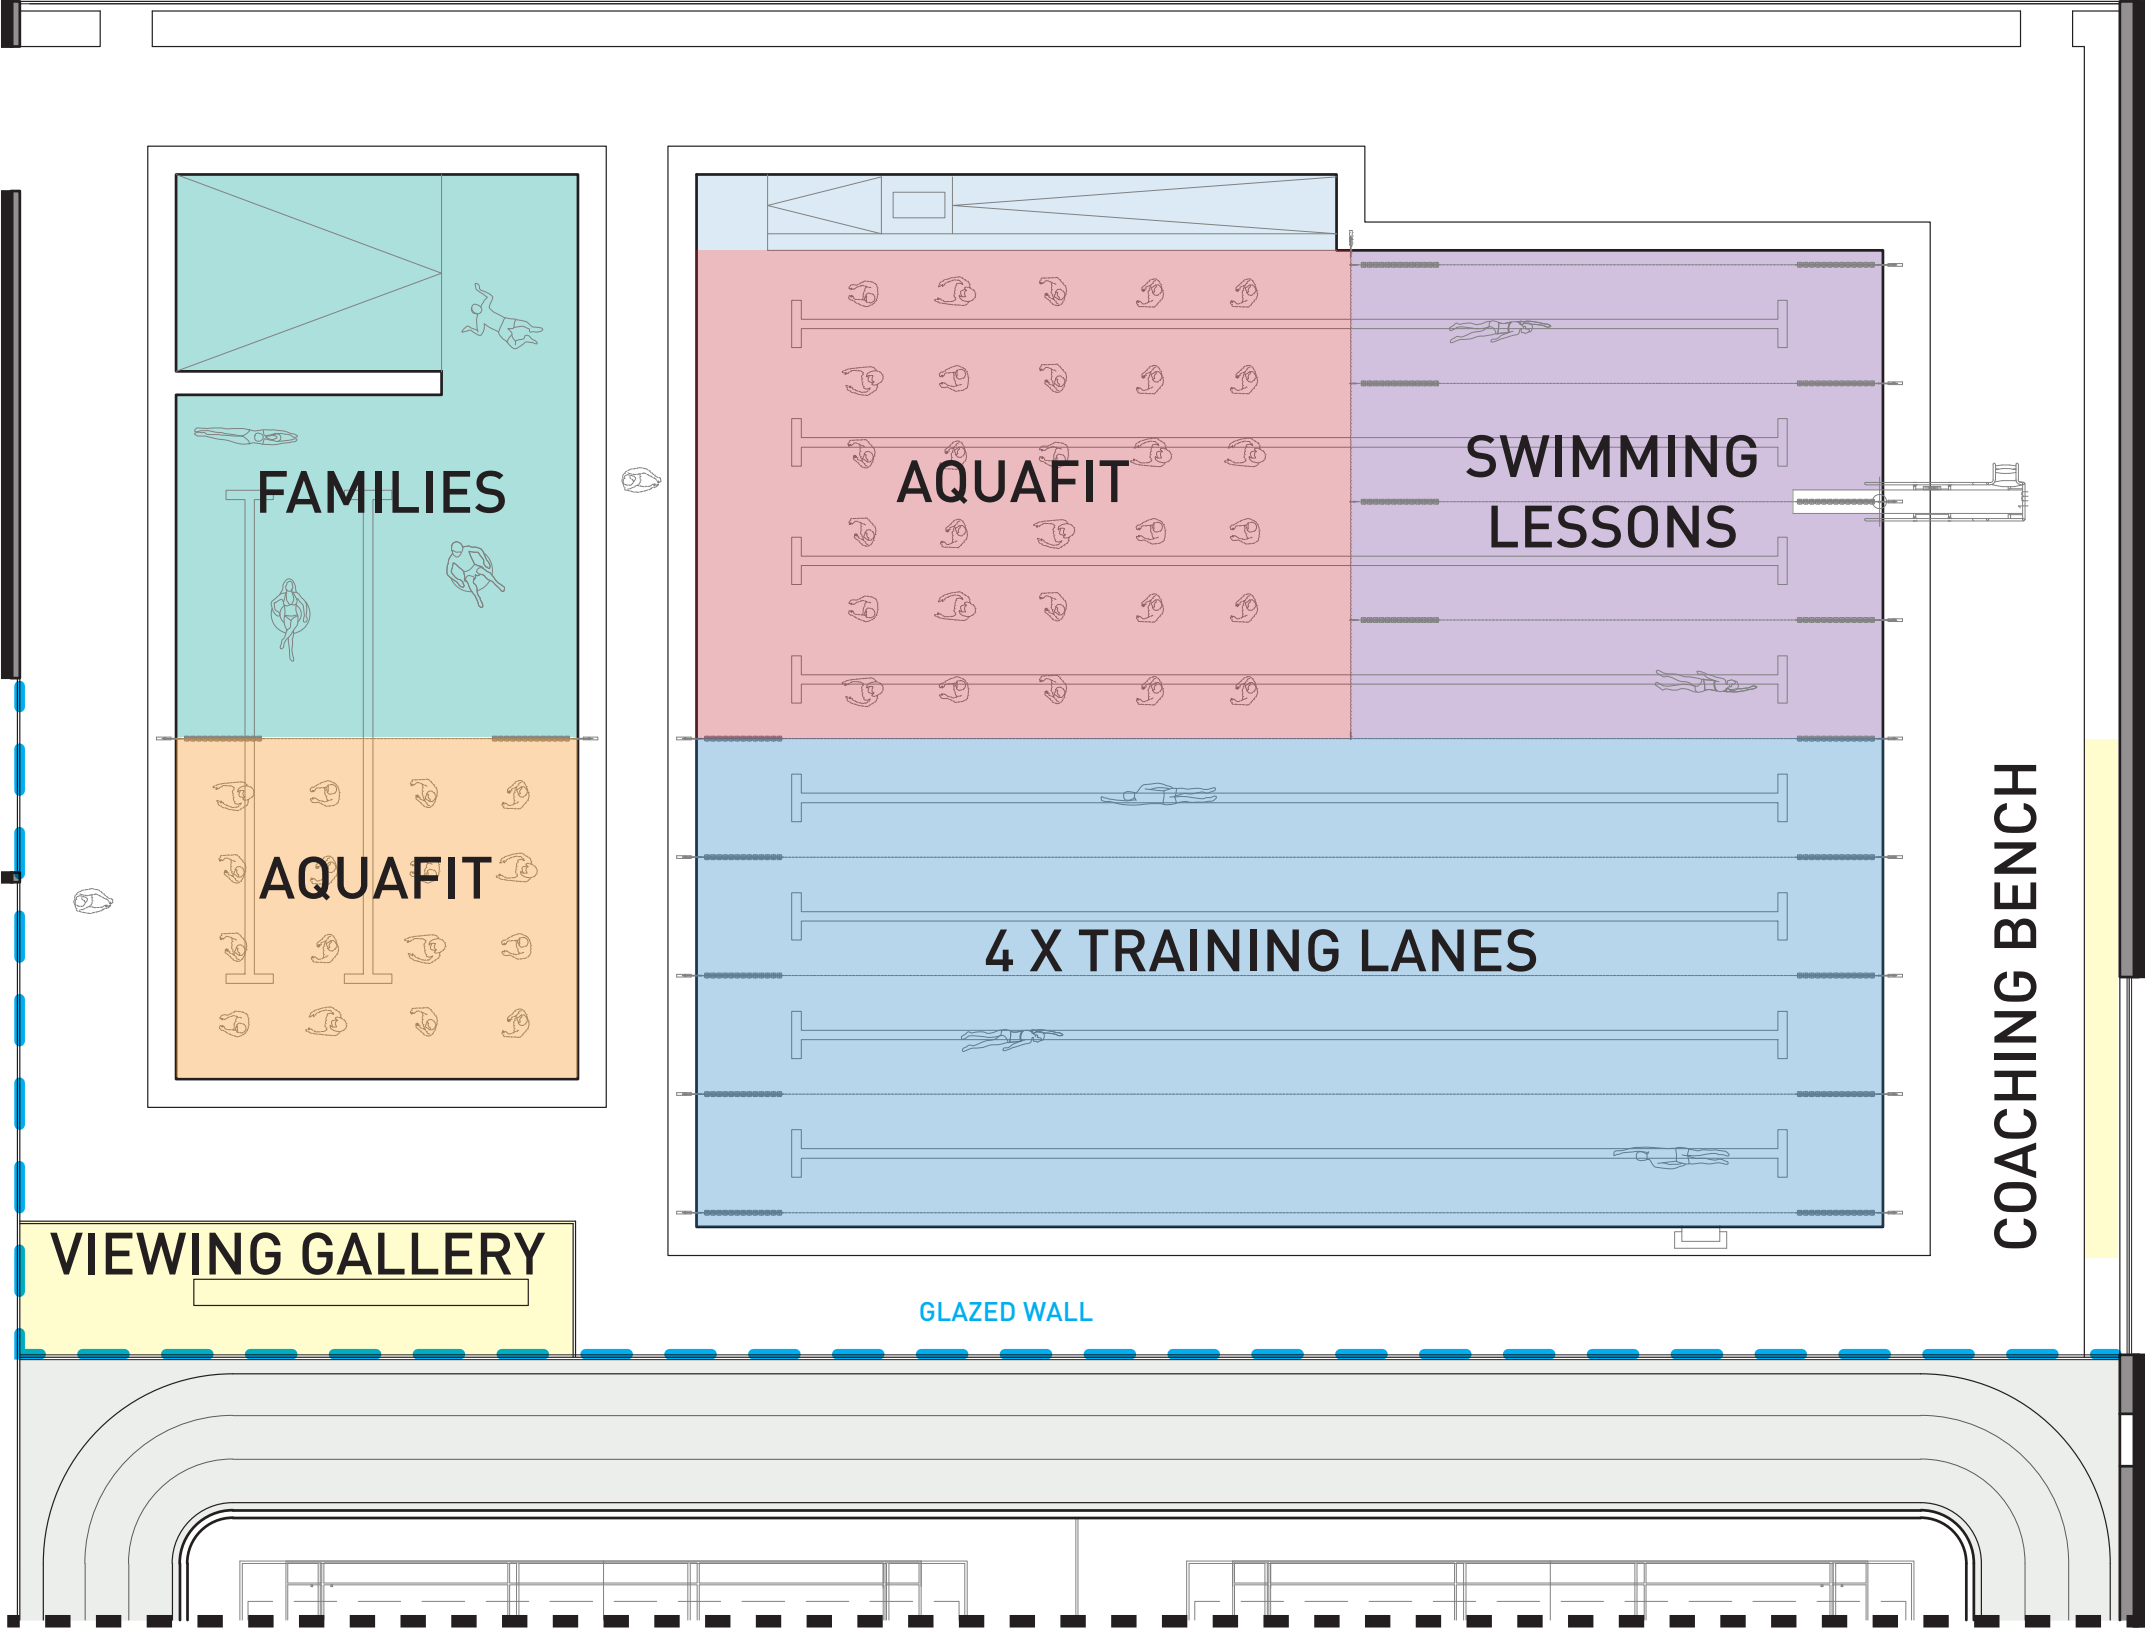 FAMILIES
AQUAFIT
SWIMMING
LESSONS
AQUAFIT
4 X TRAINING LANES
COACHING BENCH
VIEWING GALLERY
GLAZED WALL